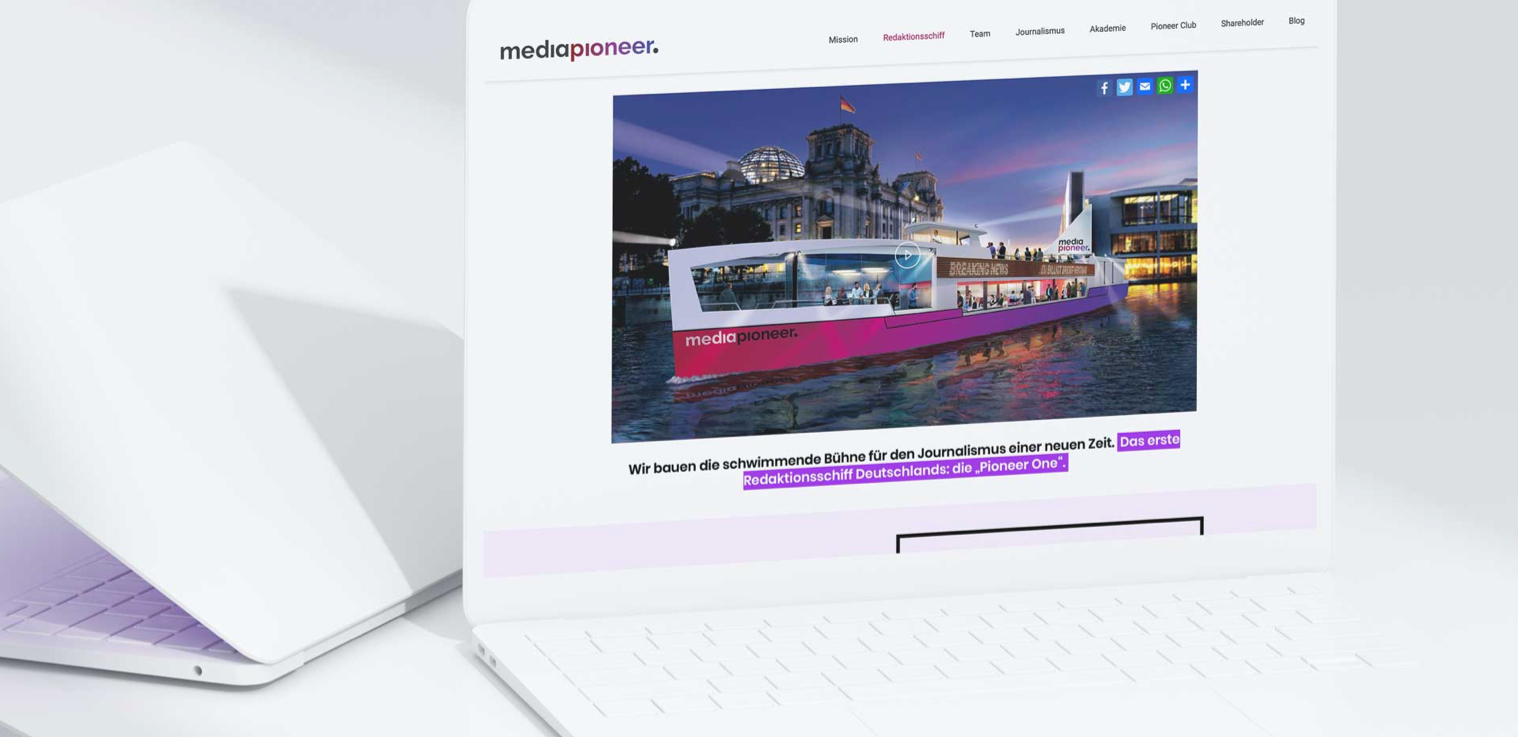 mediapioneer.
Mission Redaktionsschiff Team Journalismus Akademie Pioneer Club Shareholder Blog
media
pioneer.
BREAKING NEWS
mediapioneer.
Wir bauen die schwimmende Bühne für den Journalismus einer neuen Zeit. Das erste
Redaktionsschiff Deutschlands: die „Pioneer One“.